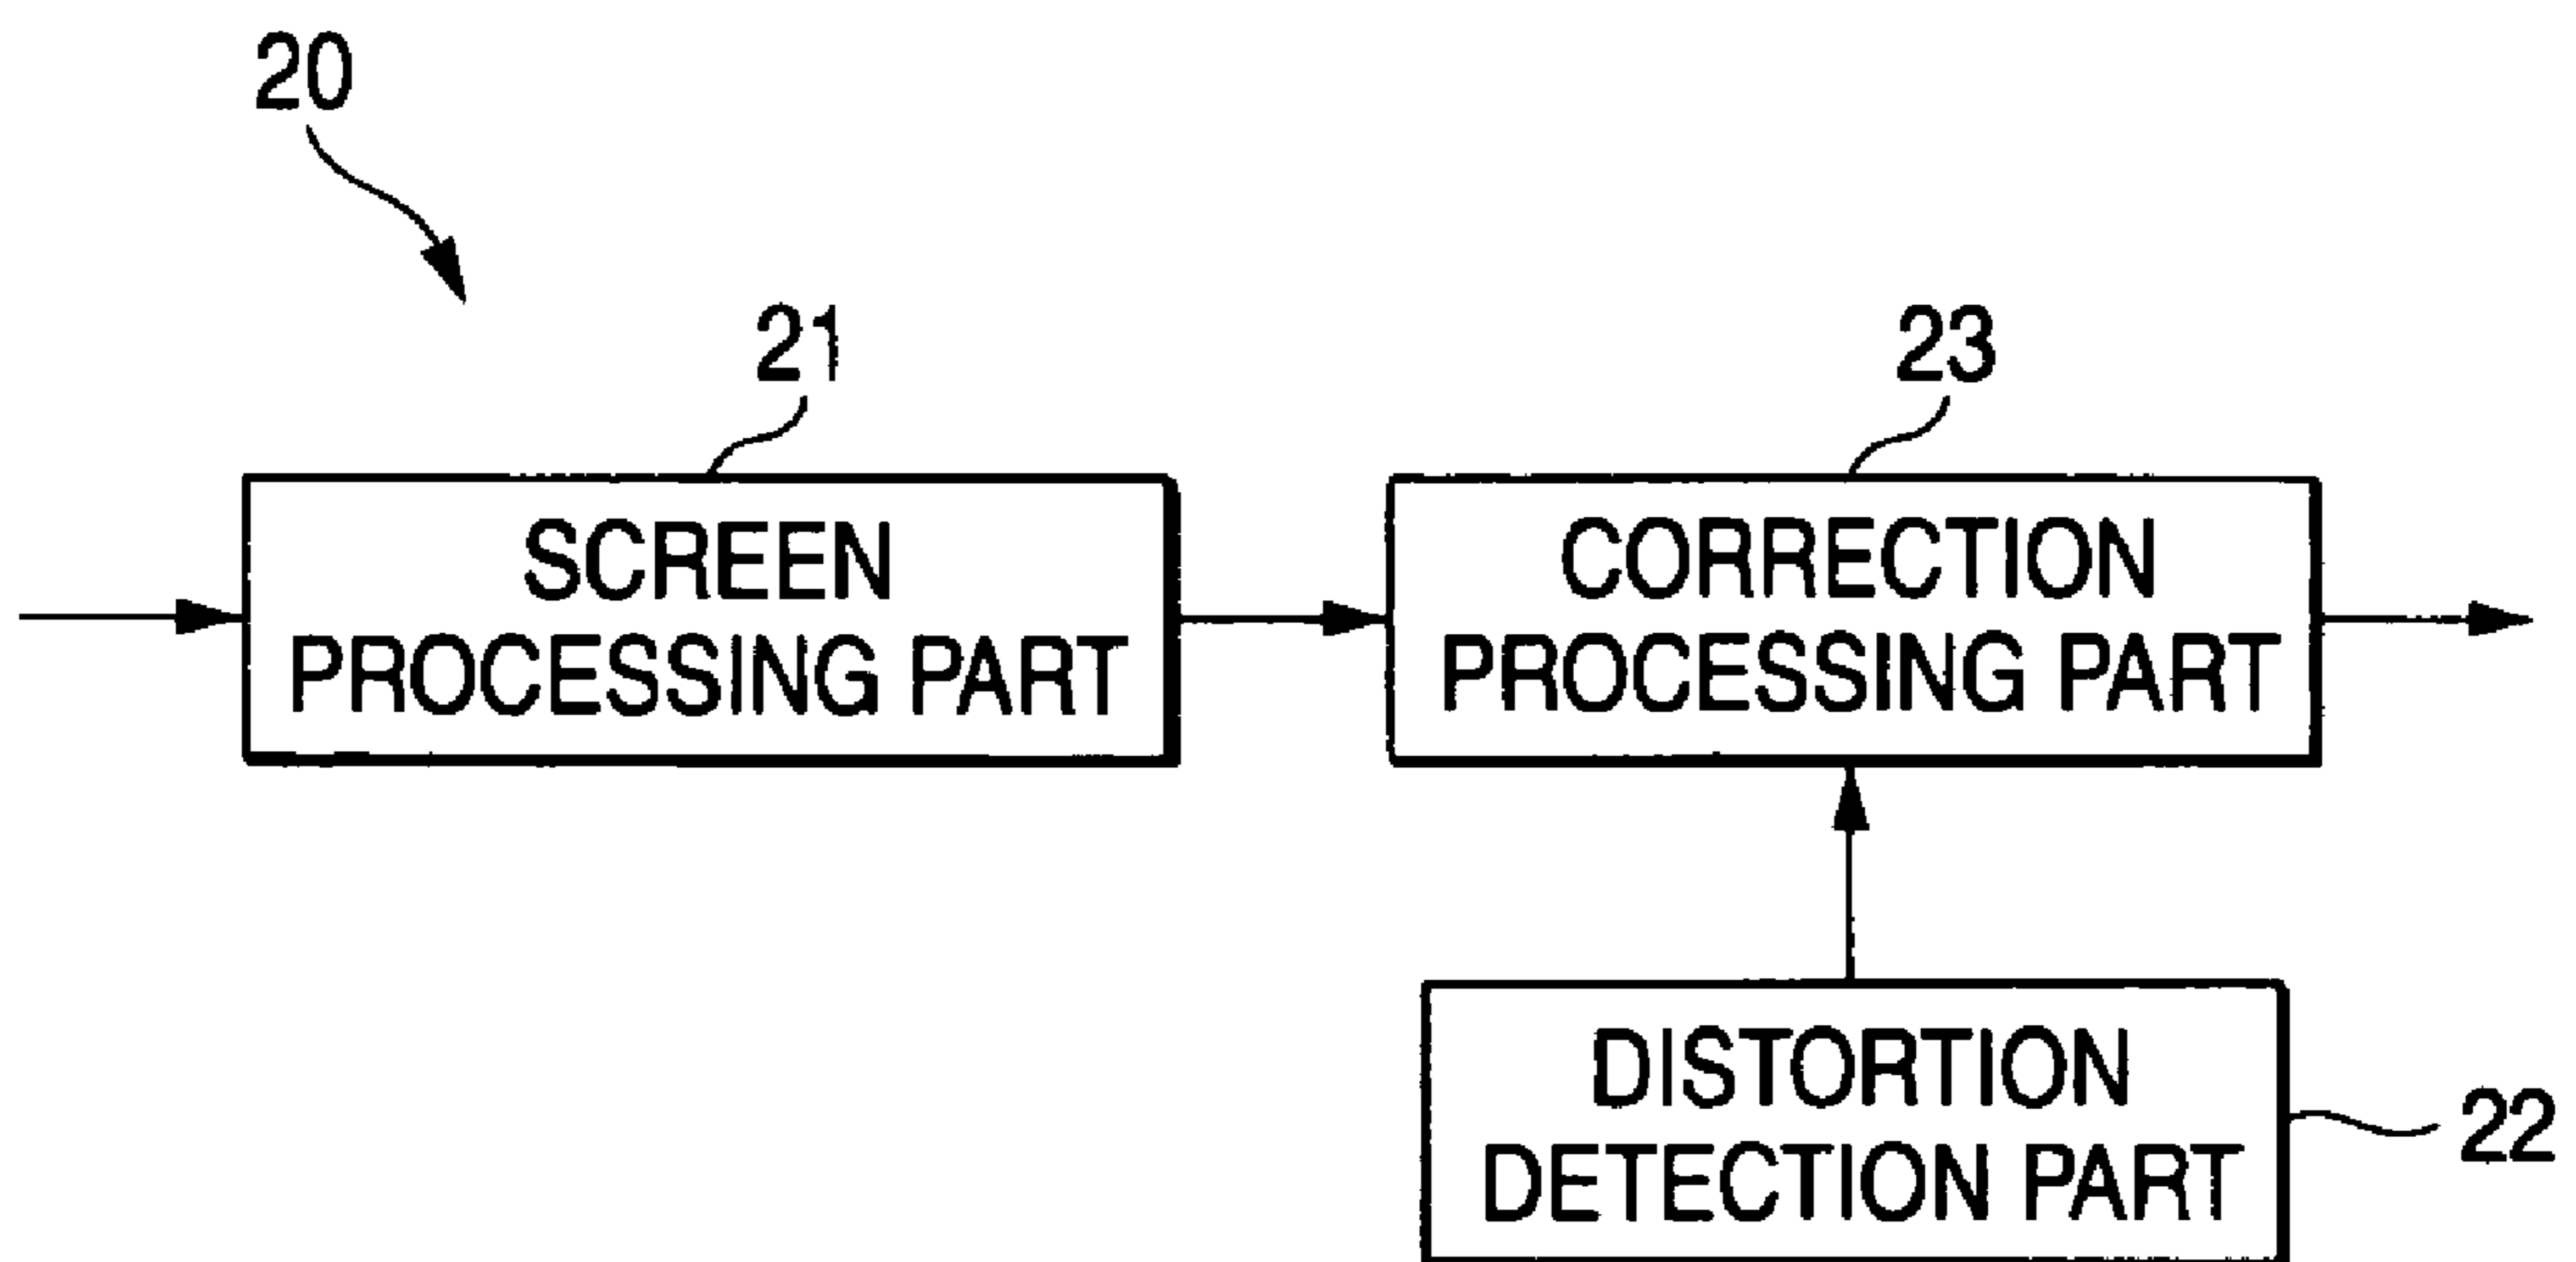 20
21
23
SCREEN
PROCESSING PART
CORRECTION
PROCESSING PART
DISTORTION
DETECTION PART
22